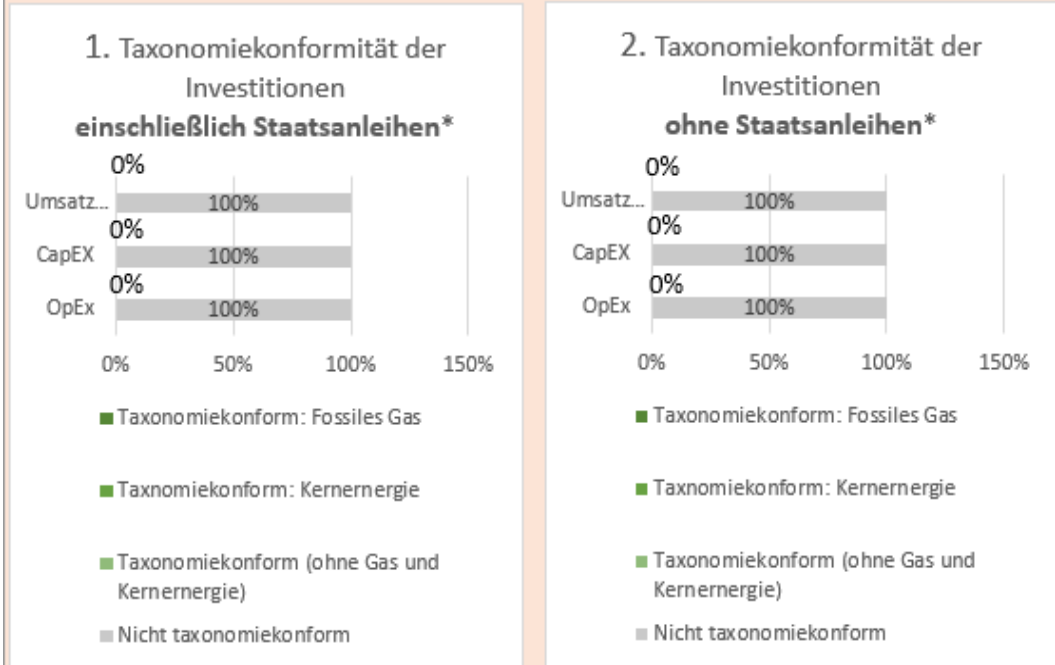 1. Taxonomiekonformität der
Investitionen
einschließlich Staatsanleihen*
0%
Umsatz...
100%
0%
CapEX
100%
0%
OpEx
100%
0%
50%
100%
150%
Taxonomiekonform: Fossiles Gas
Taxnomiekonform: Kernernergie
Taxonomiekonform (ohne Gas und
Kernernergie)
Nicht taxonomiekonform
2. Taxonomiekonformität der
Investitionen
ohne Staatsanleihen*
0%
Umsatz...
100%
0%
CapEX
100%
0%
OpEx
100%
0%
50%
100%
150%
Taxonomiekonform: Fossiles Gas
Taxnomiekonform: Kernernergie
Taxonomiekonform (ohne Gas und
Kernernergie)
Nicht taxonomiekonform